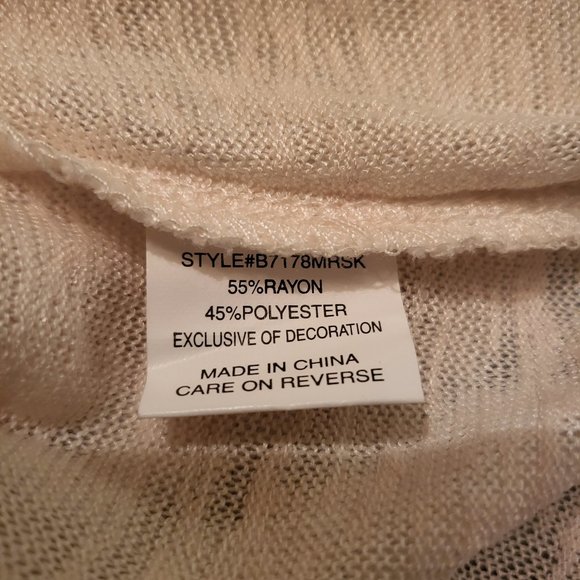 STYLE#B7178MRSK
55%RAYON
45%POLYESTER
EXCLUSIVE OF DECORATION
MADE IN CHINA
CARE ON REVERSE